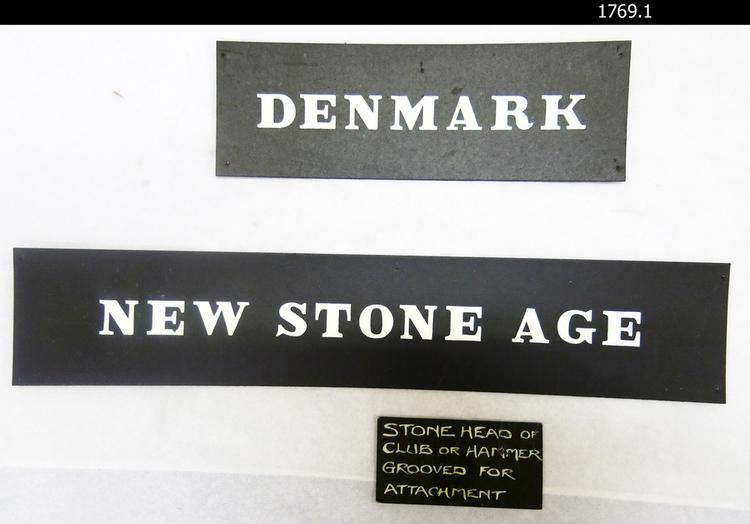 1769.1
DENMARK
NEW STONE AGE
STONE HEAD OF
CLUB OR HAMMER
GROOVED FOR
ATTACHMENT